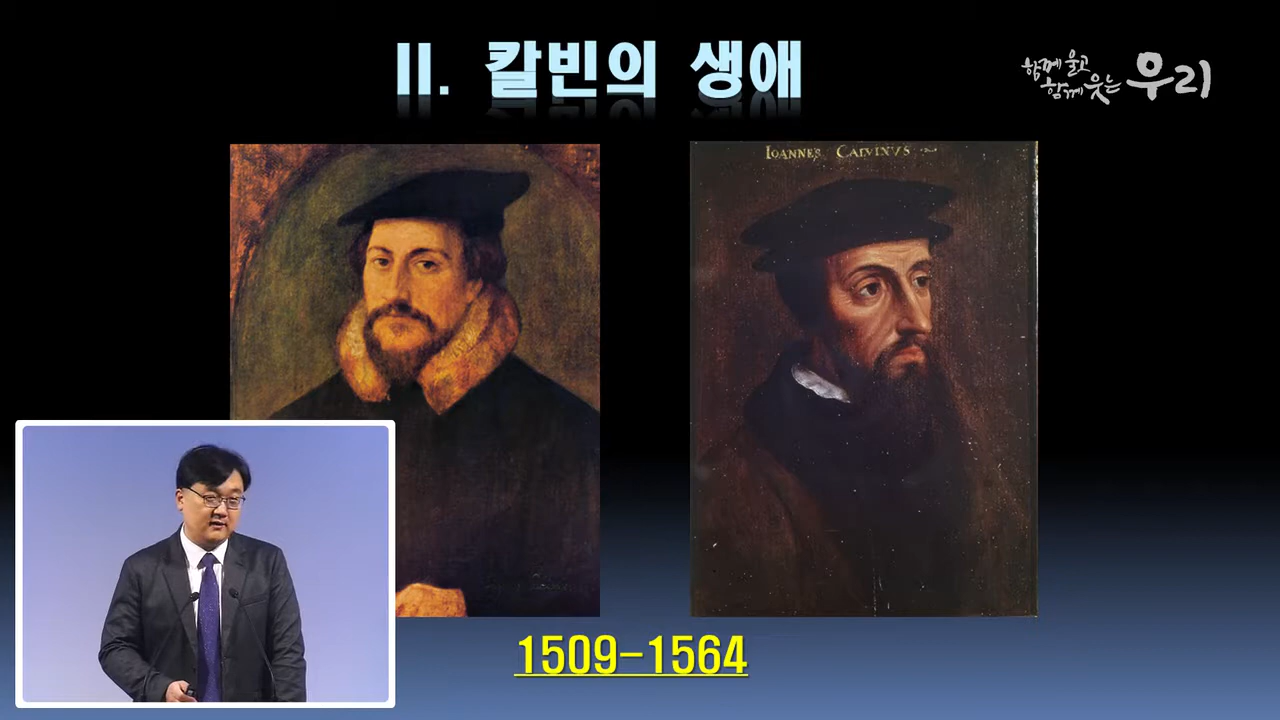 II. 칼빈의 생애
함께 울고
함께 웃는 우리
IOANNES CALVINVS
1509-1564